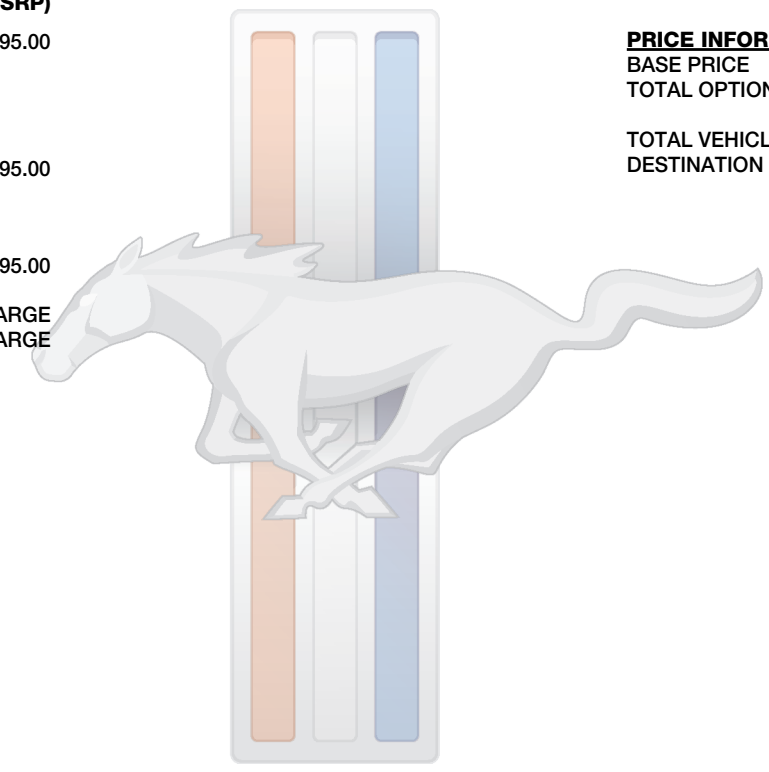 SRP)
95.00
95.00
95.00
ARGE
ARGE
PRICE INFOR
BASE PRICE
TOTAL OPTION
TOTAL VEHICL
DESTINATION